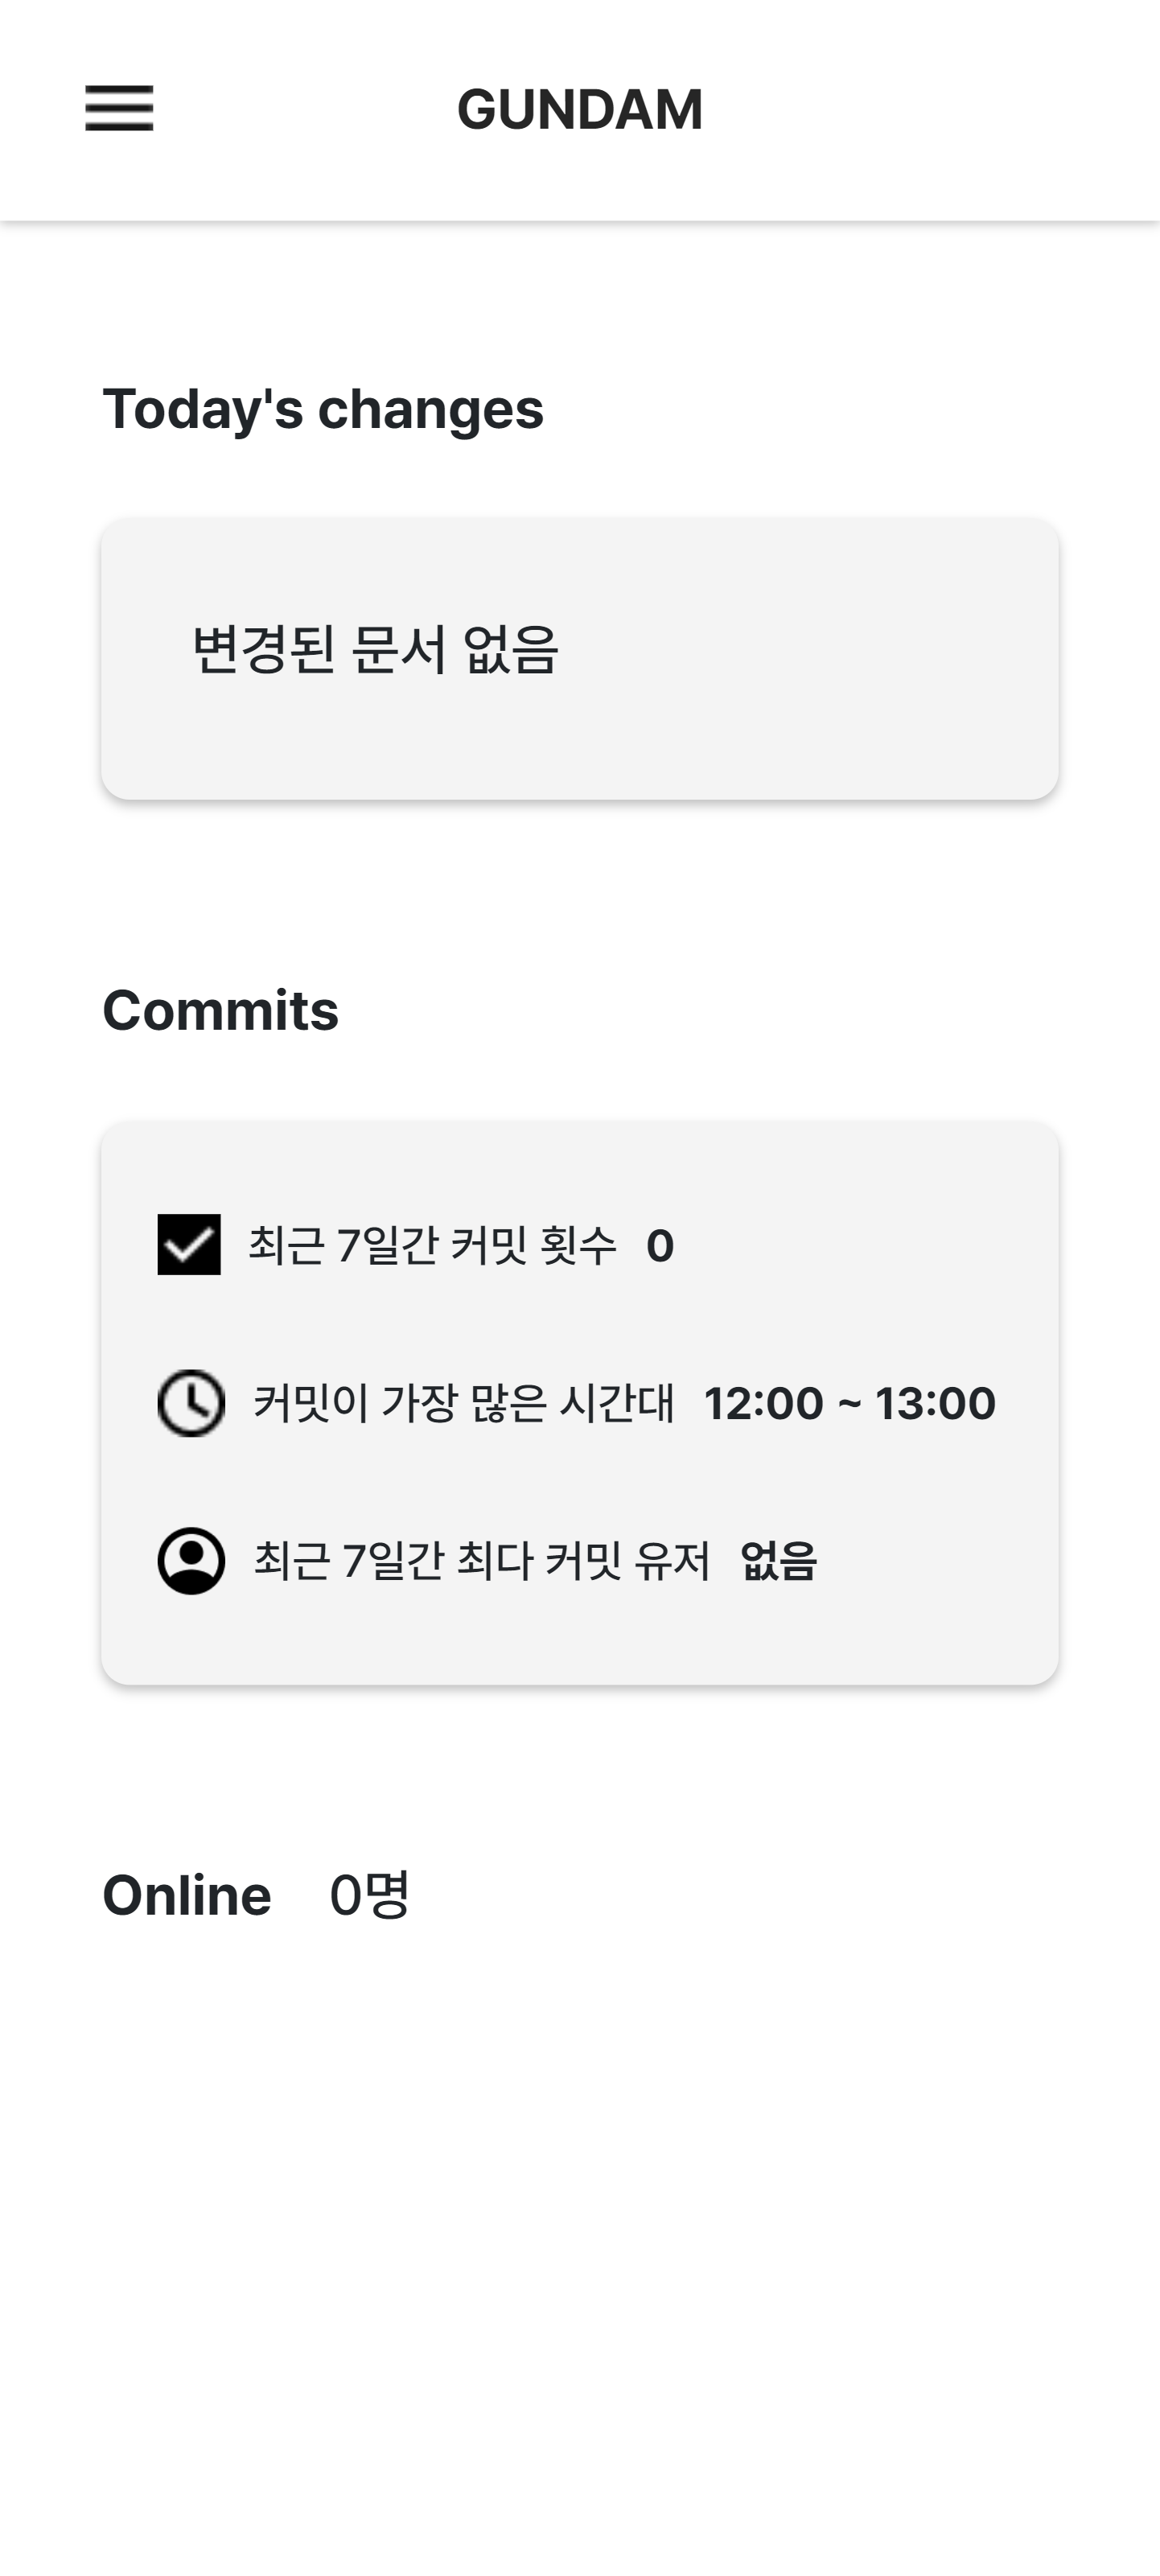 GUNDAM
Today's changes
변경된 문서 없음
Commits
최근 7일간 커밋 횟수 0
커밋이 가장 많은 시간대 12:00 ~ 13:00
최근 7일간 최다 커밋 유저 없음
Online 0명